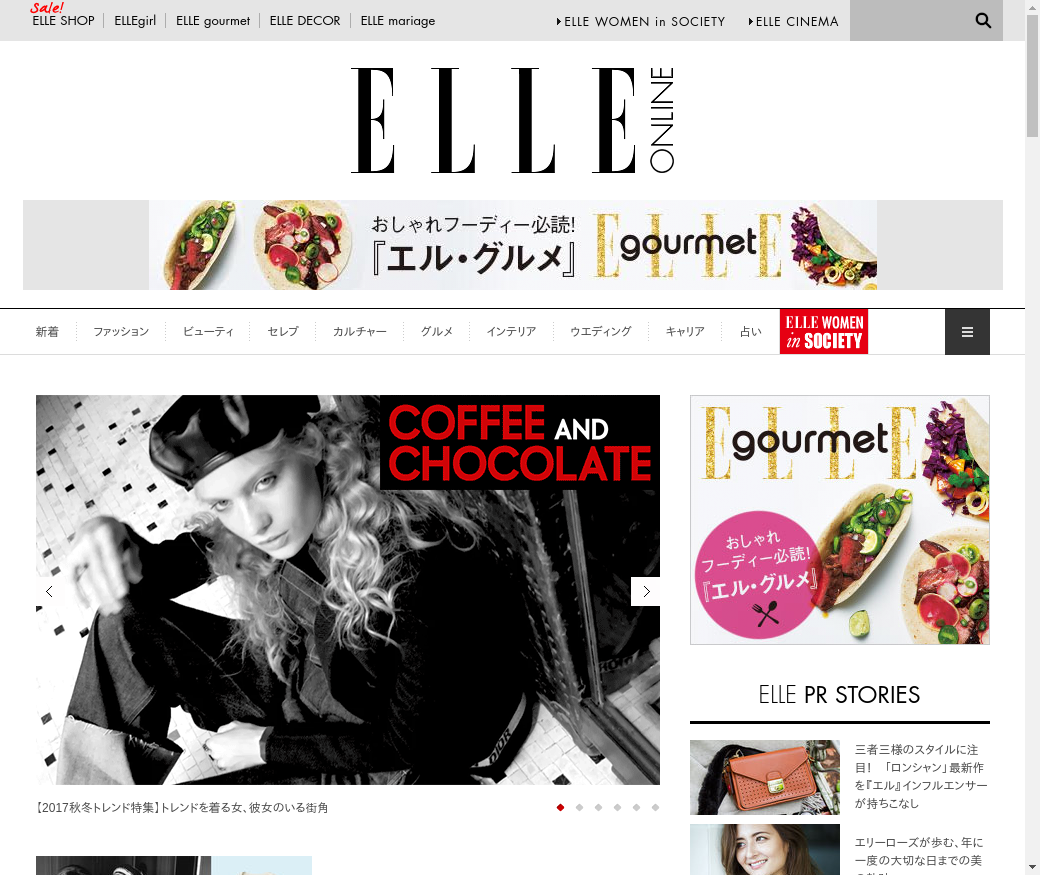 Sale!
ELLE SHOP
ELLEgirl
ELLE gourmet
ELLE DECOR
ELLE mariage
ELLE WOMEN in SOCIETY
ELLE CINEMA
ELLE ONLINE
おしゃれフーディー必読!
『エル・グルメ』
ELLE gourmet
新着
ファッション
ビューティ
セレブ
カルチャー
グルメ
インテリア
ウエディング
キャリア
占い
ELLE WOMEN
in SOCIETY
COFFEE AND
CHOCOLATE
DIOR
【2017秋冬トレンド特集】トレンドを着る女、彼女のいる街角
ELLE gourmet
おしゃれ
フーディー必読!
『エル・グルメ』
ELLE PR STORIES
三者三様のスタイルに注
目! 「ロンシャン」最新作
を『エル』インフルエンサー
が持ちこなし
エリーローズが歩む、年に
一度の大切な日までの美